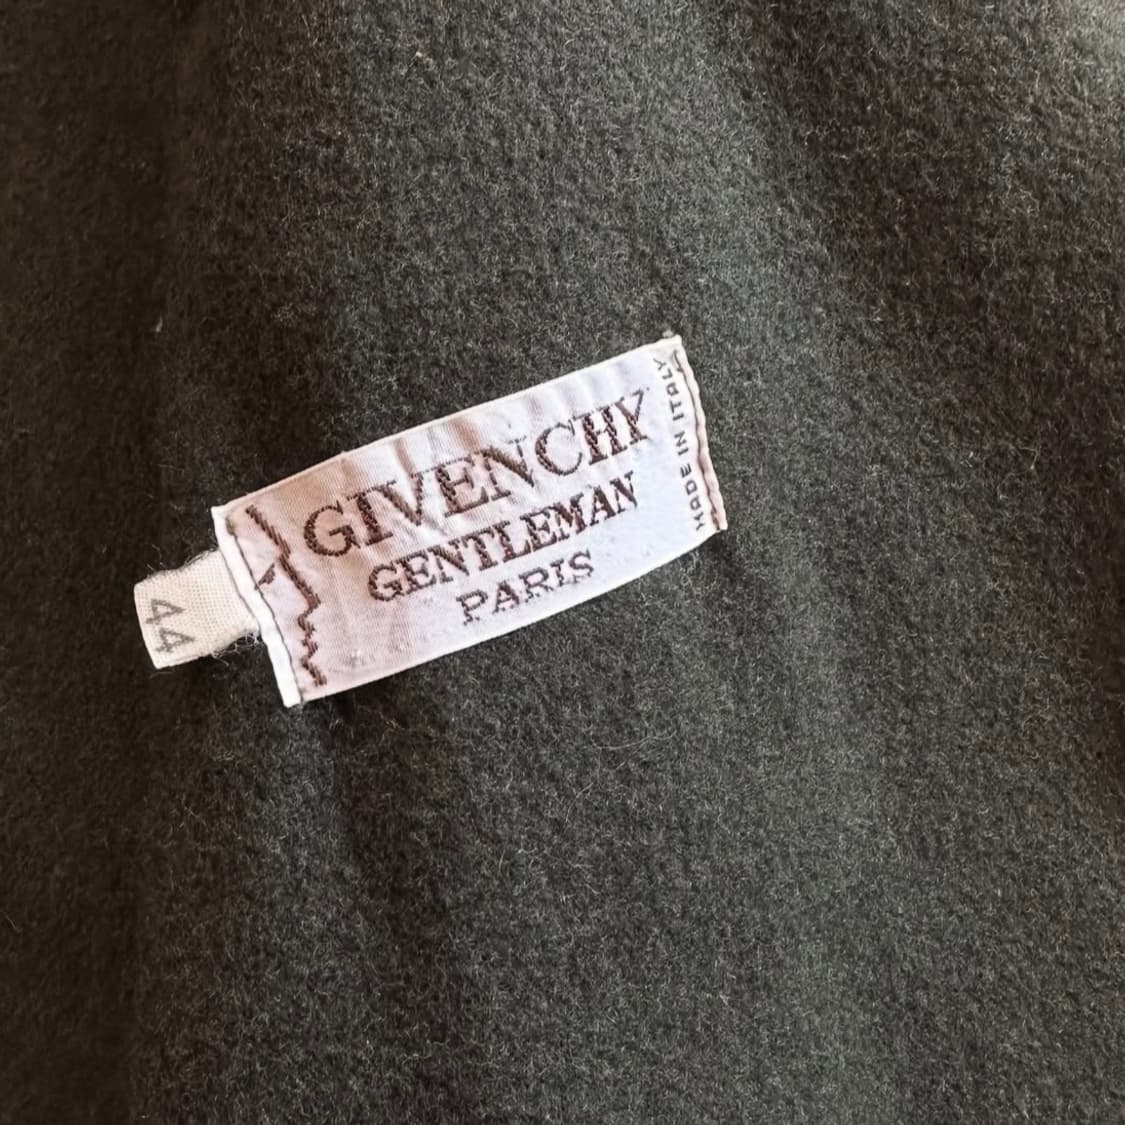 GIVENCHY
GENTLEMAN
PARIS
MADE IN ITALY
44